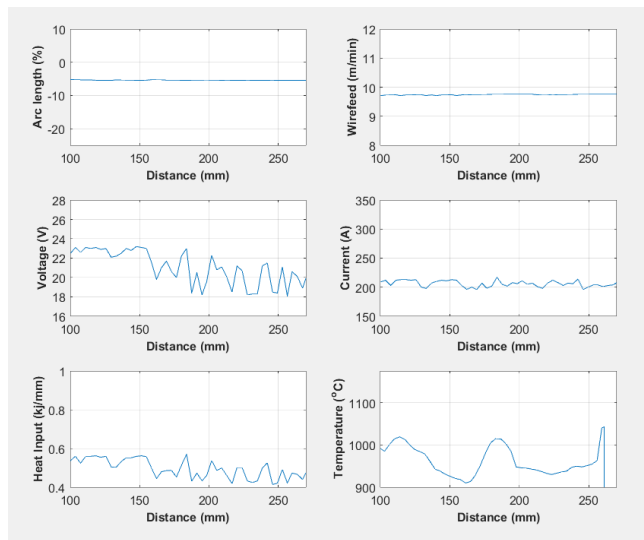 10
0
-10
-20
100 150 200 250
Distance (mm)
Arc length (%)
12
11
10
9
8
100 150 200 250
Distance (mm)
Wirefeed (m/min)
28
26
24
22
20
18
16
100 150 200 250
Distance (mm)
Voltage (V)
350
300
250
200
150
100 150 200 250
Distance (mm)
Current (A)
1
0.8
0.6
0.4
100 150 200 250
Distance (mm)
Heat Input (kj/mm)
1100
1000
900
100 150 200 250
Distance (mm)
Temperature (°C)